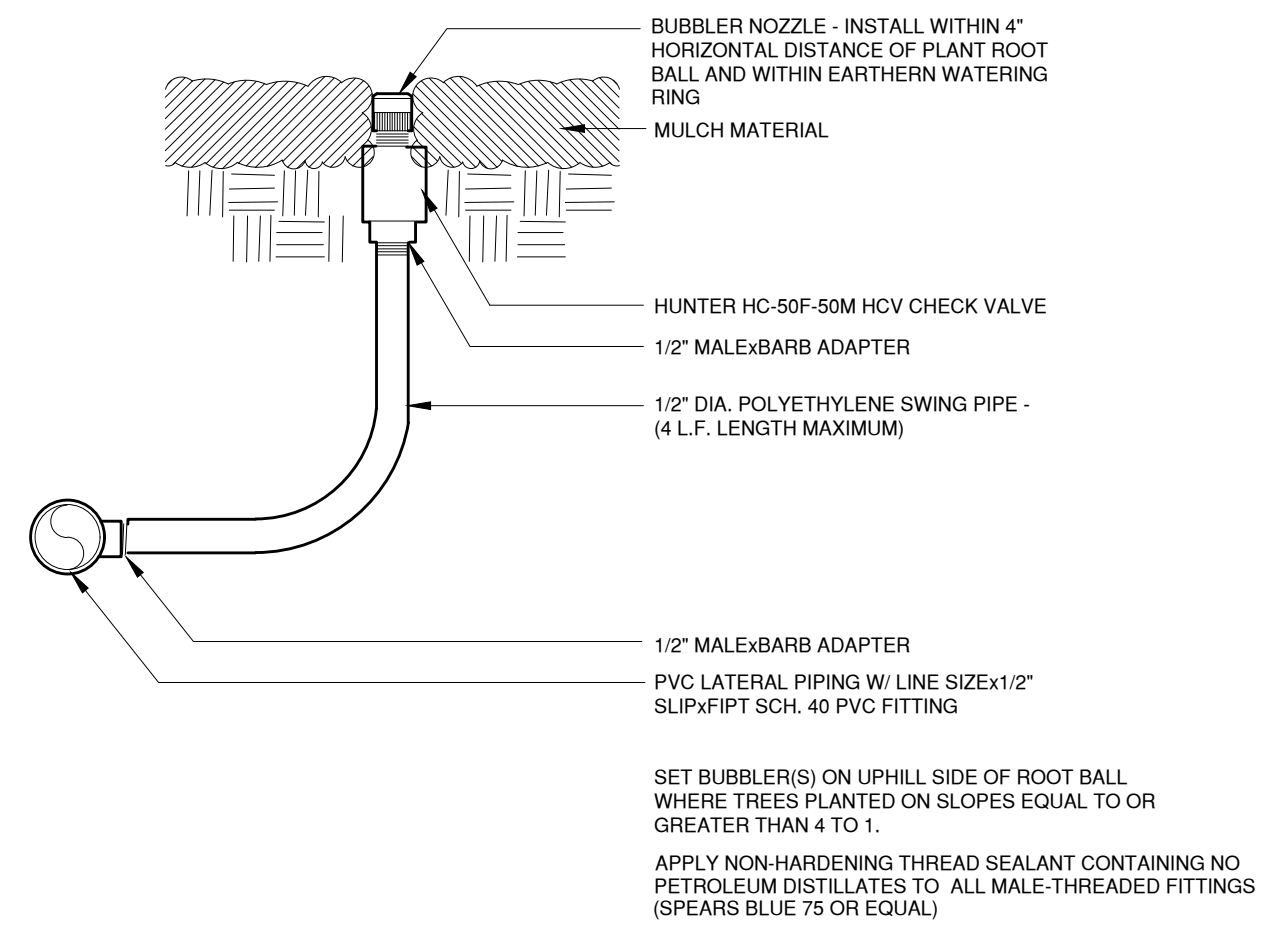 BUBBLER NOZZLE - INSTALL WITHIN 4"
HORIZONTAL DISTANCE OF PLANT ROOT
BALL AND WITHIN EARTHERN WATERING
RING
MULCH MATERIAL
HUNTER HC-50F-50M HCV CHECK VALVE
1/2" MALExBARB ADAPTER
1/2" DIA. POLYETHYLENE SWING PIPE -
(4 L.F. LENGTH MAXIMUM)
1/2" MALExBARB ADAPTER
PVC LATERAL PIPING W/ LINE SIZEx1/2"
SLIPxFIPT SCH. 40 PVC FITTING
SET BUBBLER(S) ON UPHILL SIDE OF ROOT BALL
WHERE TREES PLANTED ON SLOPES EQUAL TO OR
GREATER THAN 4 TO 1.
APPLY NON-HARDENING THREAD SEALANT CONTAINING NO
PETROLEUM DISTILLATES TO  ALL MALE-THREADED FITTINGS
(SPEARS BLUE 75 OR EQUAL)